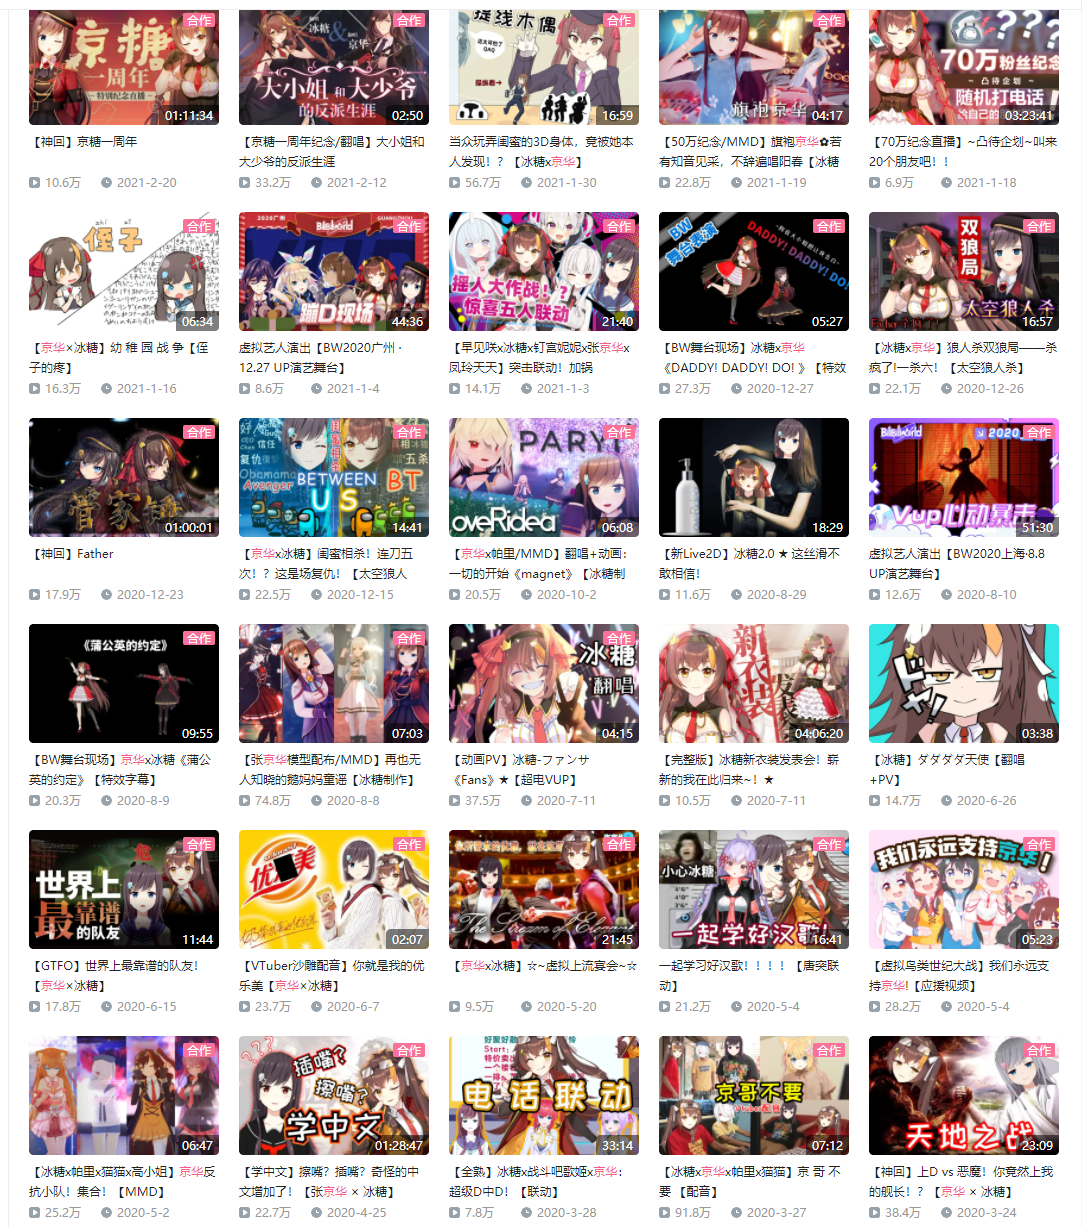 合作
京糖
一周年
~特别纪念直播~
01:11:34
【神回】京糖一周年
10.6万 2021-2-20
合作
冰糖
&
京华
大小姐和大少爷
的反派生涯
02:50
【京糖一周年纪念/翻唱】大小姐和
大少爷的反派生涯
33.2万 2021-2-12
合作
提线木偶
16:59
当众玩弄闺蜜的3D身体，竟被她本
人发现！？【冰糖x京华】
56.7万 2021-1-30
合作
旗袍京华
04:17
【50万纪念/MMD】旗袍京华✿若
有知音见采，不辞遍唱阳春【冰糖
22.8万 2021-1-19
合作
???
70万粉丝纪念
~ 凸待企划 ~
随机打电话
给自己的
03:23:41
【70万纪念直播】~凸待企划~叫来
20个朋友吧！！
6.9万 2021-1-18
合作
侄子
06:34
【京华×冰糖】幼 稚 园 战 争【侄
子的疼】
16.3万 2021-1-16
2020广州
Bilibili world
GUANGZHOU
合作
蹦D现场
44:36
虚拟艺人演出【BW2020广州 ·
12.27 UP演艺舞台】
8.6万 2021-1-4
合作
摇人大作战！？
惊喜五人联动
21:40
【早见咲x冰糖x钉宫妮妮x张京华x
凤玲天天】突击联动！加锅
14.1万 2021-1-3
合作
BW
舞台表演
DADDY! DADDY! DO!
05:27
【BW舞台现场】冰糖x京华
《DADDY! DADDY! DO! 》【特效
27.3万 2020-12-27
合作
双狼局
太空狼人杀
16:57
【冰糖x京华】狼人杀双狼局——杀
疯了!一杀六！【太空狼人杀】
22.1万 2020-12-26
合作
管家婆
01:00:01
【神回】Father
17.9万 2020-12-23
合作
信任
复仇
Obamama
Avenger
闺蜜相杀
五杀
BETWEEN
US
BT
14:41
【京华x冰糖】闺蜜相杀！连刀五
次！？这是场复仇！【太空狼人
22.5万 2020-12-15
合作
PARYI
oveRidea
06:08
【京华x帕里/MMD】翻唱+动画：
一切的开始《magnet》【冰糖制
20.5万 2020-10-2
18:29
【新Live2D】冰糖2.0 ★ 这丝滑不
敢相信！
11.6万 2020-8-29
Bilibili world
2020
合作
Vup心动暴击
51:30
虚拟艺人演出【BW2020上海·8.8
UP演艺舞台】
12.6万 2020-8-10
合作
《蒲公英的约定》
09:55
【BW舞台现场】京华x冰糖《蒲公
英的约定》【特效字幕】
20.3万 2020-8-9
合作
07:03
【张京华模型配布/MMD】再也无
人知晓的鹅妈妈童谣【冰糖制作】
74.8万 2020-8-8
合作
冰糖
翻唱
04:15
【动画PV】冰糖-ファンサ
《Fans》★【超电VUP】
37.5万 2020-7-11
新衣装发表
04:06:20
【完整版】冰糖新衣装发表会！崭
新的我在此归来~！★
10.5万 2020-7-11
ドヤ!
03:38
【冰糖】ダダダダ天使【翻唱
+PV】
14.7万 2020-6-26
合作
世界上
最靠谱
的队友
11:44
【GTFO】世界上最靠谱的队友！
【京华×冰糖】
17.8万 2020-6-15
合作
优
美
02:07
【VTuber沙雕配音】你就是我的优
乐美【京华×冰糖】
23.7万 2020-6-7
合作
21:45
【京华x冰糖】☆~虚拟上流宴会~☆
9.5万 2020-5-20
合作
小心冰糖
一起学好汉歌！
16:41
一起学习好汉歌！！！！【唐突联
动】
21.2万 2020-5-4
合作
我们永远支持京华！
05:23
【虚拟鸟类世纪大战】我们永远支
持京华!【应援视频】
28.2万 2020-5-4
合作
06:47
【冰糖x帕里x猫猫x高小姐】京华反
抗小队！集合！【MMD】
25.2万 2020-5-2
合作
???
插嘴？
擦嘴？
学中文
01:28:47
【学中文】擦嘴？插嘴？奇怪的中
文增加了！【张京华 × 冰糖】
22.7万 2020-4-25
合作
电话联动
33:14
【全熟】冰糖x战斗吧歌姬x京华：
超级D中D！【联动】
7.8万 2020-3-28
合作
京哥不要
07:12
【冰糖x京华x帕里x猫猫】京 哥 不
要 【配音】
91.8万 2020-3-27
合作
天地之战
23:09
【神回】上D vs 恶魔！你竟然上我
的舰长！？【京华 × 冰糖】
38.4万 2020-3-24